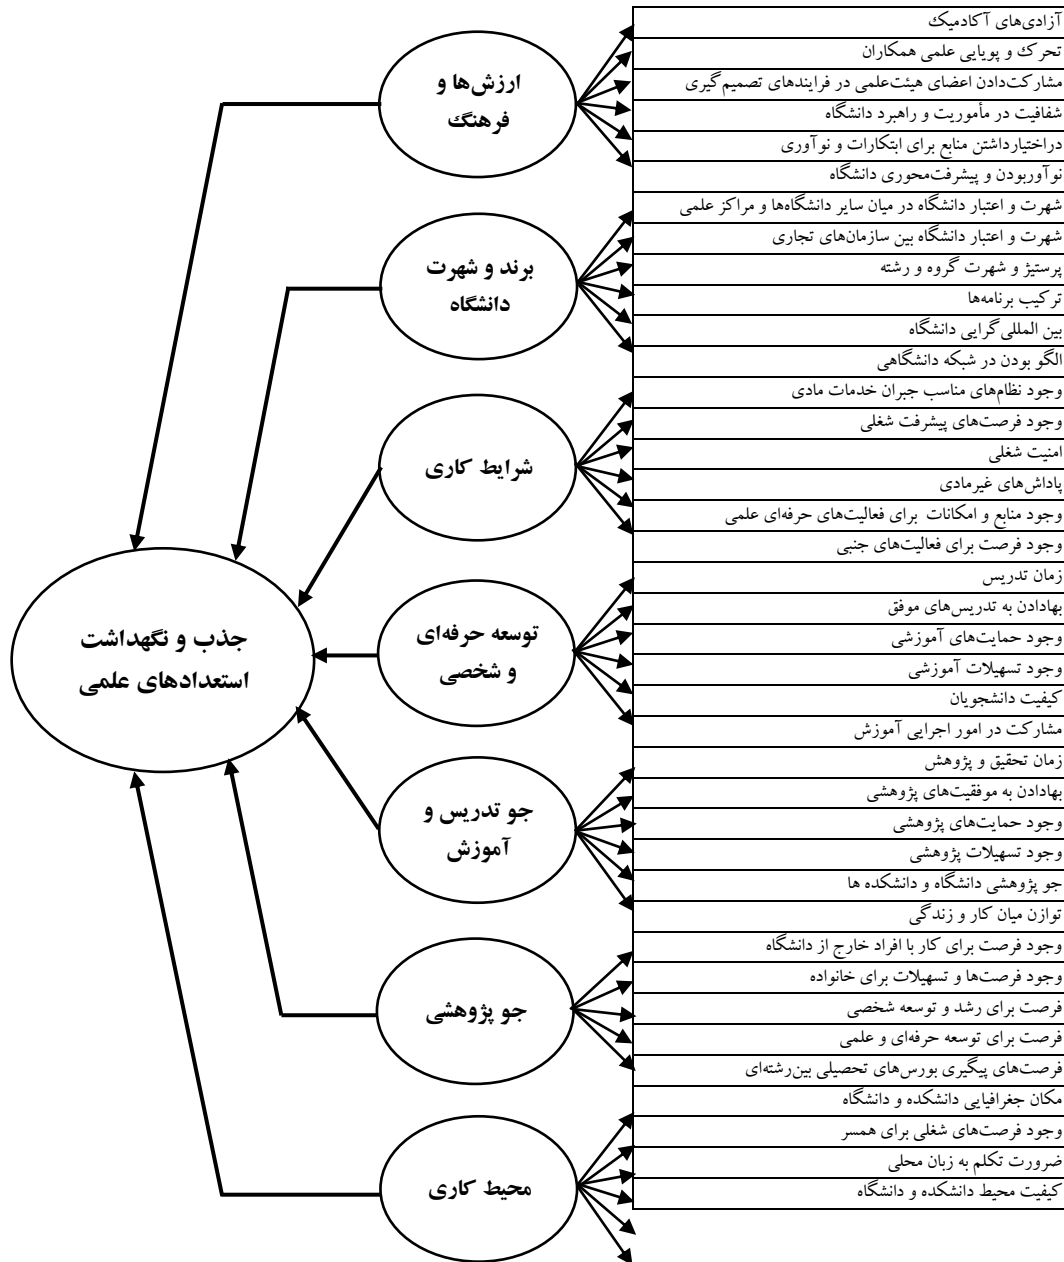 آزادی‌های آکادمیک
تحرک و پویایی علمی همکاران
مشارکت‌دادن اعضای هیئت‌علمی در فرایندهای تصمیم‌گیری
شفافیت در مأموریت و راهبرد دانشگاه
دراختیارداشتن منابع برای ابتکارات و نوآوری
نوآوربودن و پیشرفت‌محوری دانشگاه
شهرت و اعتبار دانشگاه در میان سایر دانشگاه‌ها و مراکز علمی
شهرت و اعتبار دانشگاه بین سازمان‌های تجاری
پرستیژ و شهرت گروه و رشته
ترکیب برنامه‌ها
بین المللی‌گرایی دانشگاه
الگو بودن در شبکه دانشگاهی
وجود نظام‌های مناسب جبران خدمات مادی
وجود فرصت‌های پیشرفت شغلی
امنیت شغلی
پاداش‌های غیرمادی
وجود منابع و امکانات برای فعالیت‌های حرفه‌ای علمی
وجود فرصت برای فعالیت‌های جنبی
زمان تدریس
بهادادن به تدریس‌های موفق
وجود حمایت‌های آموزشی
وجود تسهیلات آموزشی
کیفیت دانشجویان
مشارکت در امور اجرایی آموزش
زمان تحقیق و پژوهش
بهادادن به موفقیت‌های پژوهشی
وجود حمایت‌های پژوهشی
وجود تسهیلات پژوهشی
جو پژوهشی دانشگاه و دانشکده ها
توازن میان کار و زندگی
وجود فرصت برای کار با افراد خارج از دانشگاه
وجود فرصت‌ها و تسهیلات برای خانواده
فرصت برای رشد و توسعه شخصی
فرصت برای توسعه حرفه‌ای و علمی
فرصت‌های پیگیری بورس‌های تحصیلی بین‌رشته‌ای
مکان جغرافیایی دانشکده و دانشگاه
وجود فرصت‌های شغلی برای همسر
ضرورت تکلم به زبان محلی
کیفیت محیط دانشکده و دانشگاه
ارزش‌ها و
فرهنگ
برند و شهرت
دانشگاه
شرایط کاری
توسعه حرفه‌ای
و شخصی
جو تدریس و
آموزش
جو پژوهشی
محیط کاری
جذب و نگهداشت
استعدادهای علمی